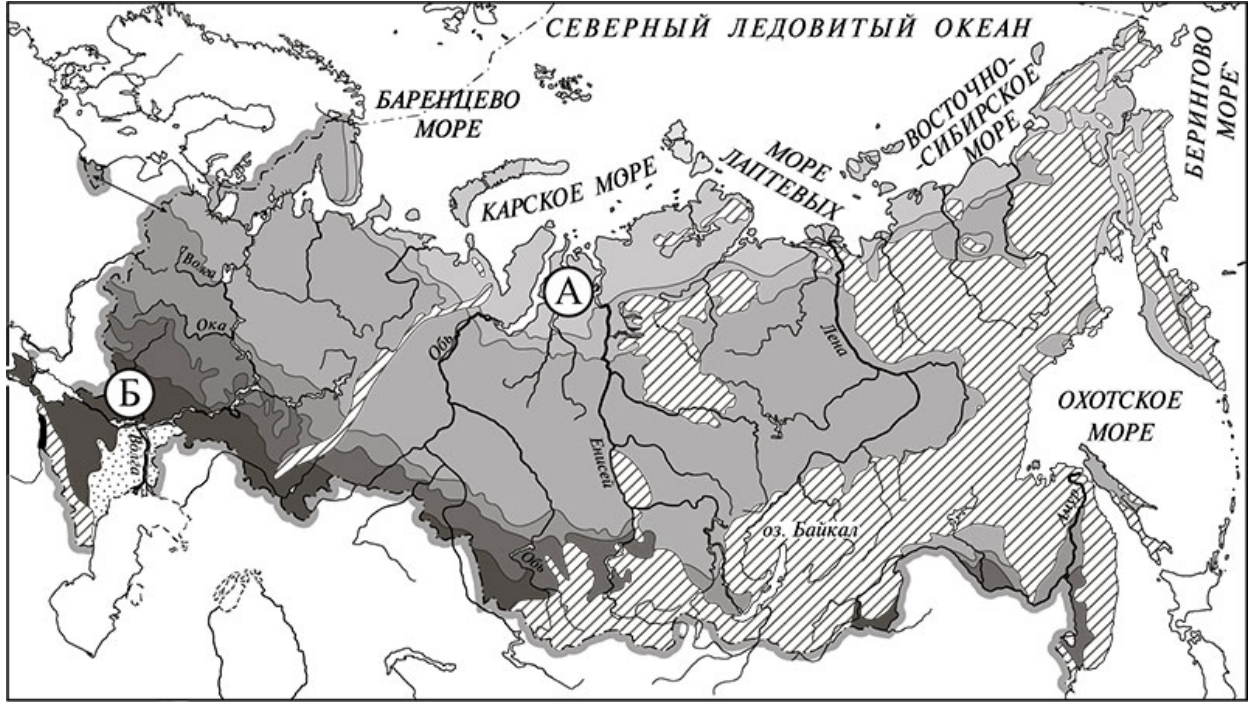 СЕВЕРНЫЙ ЛЕДОВИТЫЙ ОКЕАН
БАРЕНЦЕВО
МОРЕ
КАРСКОЕ МОРЕ
МОРЕ
ЛАПТЕВЫХ
ВОСТОЧНО-
-СИБИРСКОЕ
МОРЕ
БЕРИНГОВО
МОРЕ
Волга
Ока
Обь
А
Лена
Б
Волга
Енисей
ОХОТСКОЕ
МОРЕ
Обь
оз. Байкал
Амур